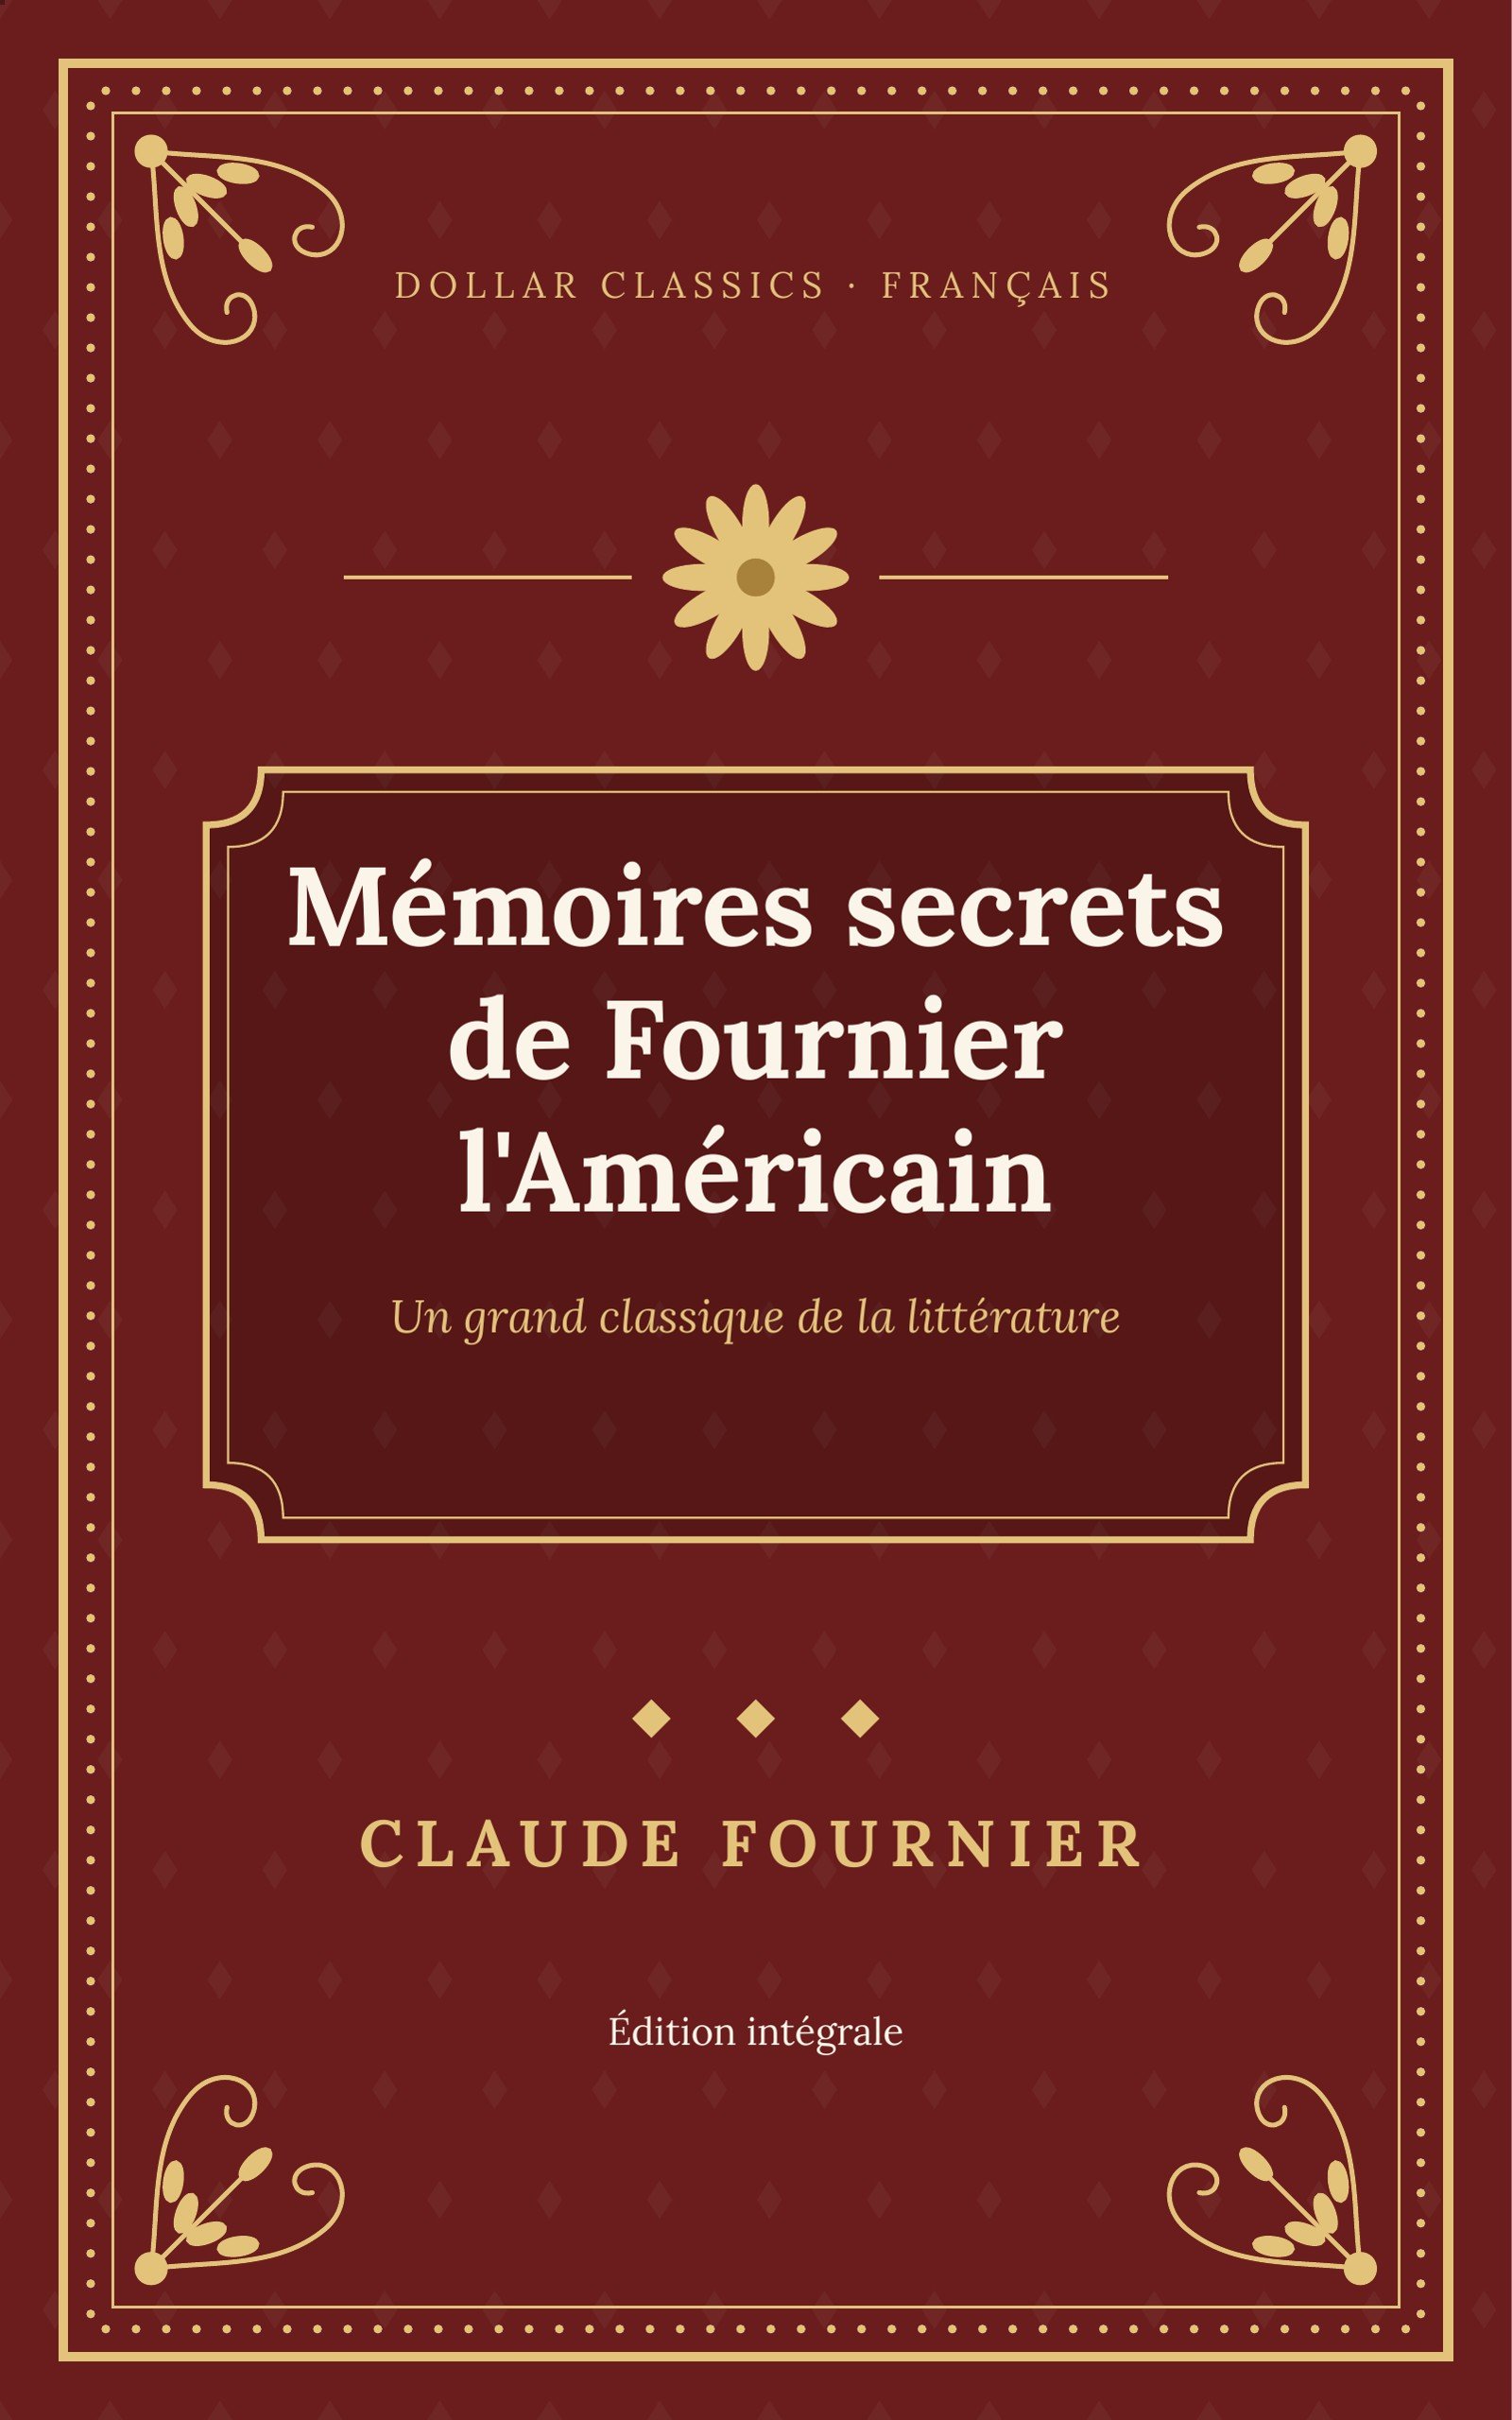 DOLLAR CLASSICS · FRANÇAIS
Mémoires secrets
de Fournier
l'Américain
Un grand classique de la littérature
CLAUDE FOURNIER
Édition intégrale